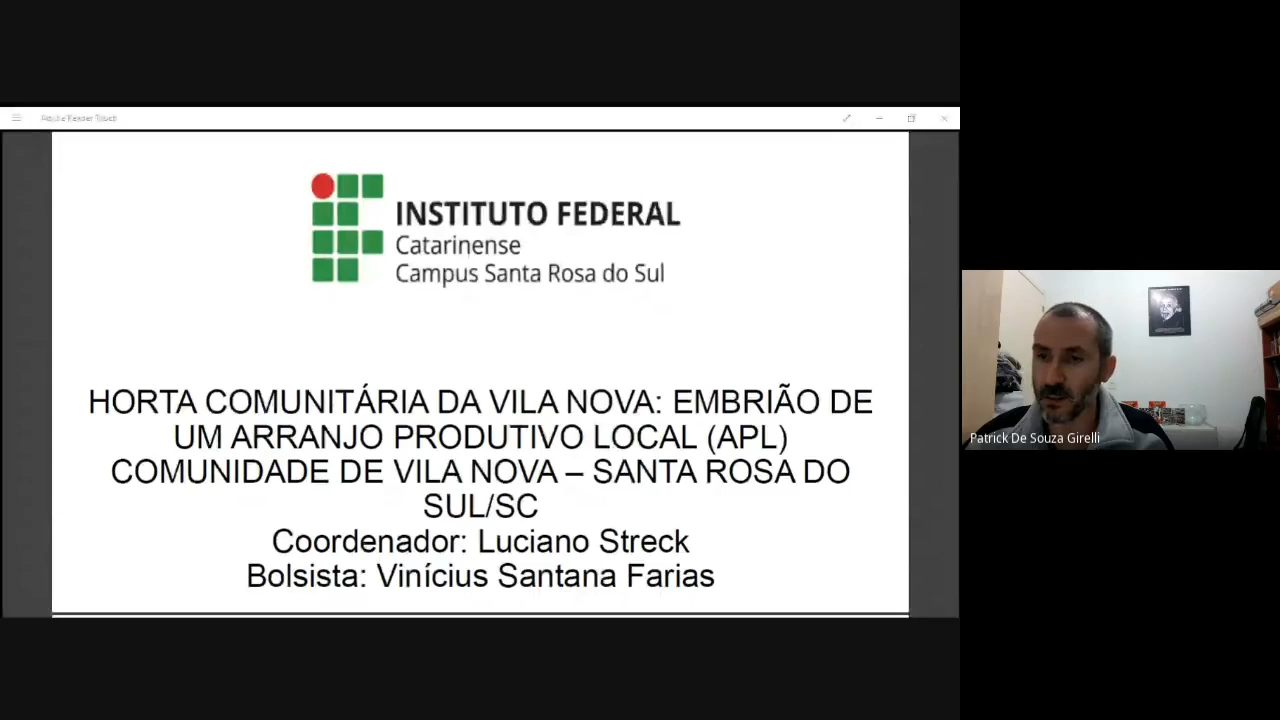 INSTITUTO FEDERAL
Catarinense
Campus Santa Rosa do Sul
HORTA COMUNITÁRIA DA VILA NOVA: EMBRIÃO DE
UM ARRANJO PRODUTIVO LOCAL (APL)
COMUNIDADE DE VILA NOVA – SANTA ROSA DO
SUL/SC
Coordenador: Luciano Streck
Bolsista: Vinícius Santana Farias
Patrick De Souza Girelli